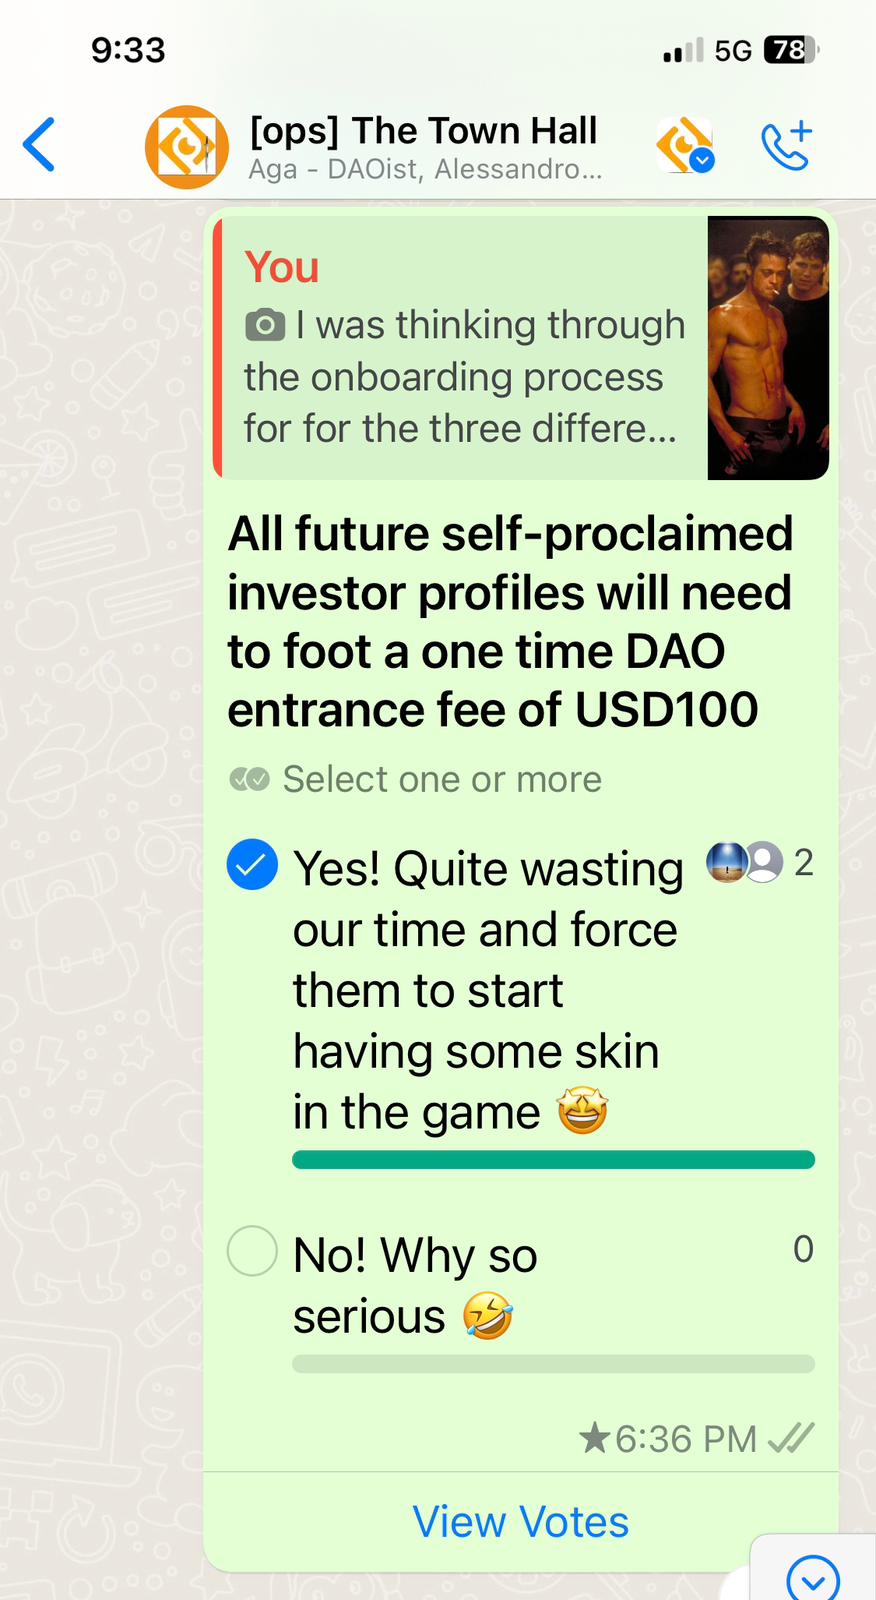 9:33
5G 78
[ops] The Town Hall
Aga - DAOist, Alessandro...
You
I was thinking through
the onboarding process
for for the three differe...
All future self-proclaimed
investor profiles will need
to foot a one time DAO
entrance fee of USD100
Select one or more
Yes! Quite wasting 2
our time and force
them to start
having some skin
in the game 🤩
No! Why so 0
serious 🤣
★6:36 PM
View Votes